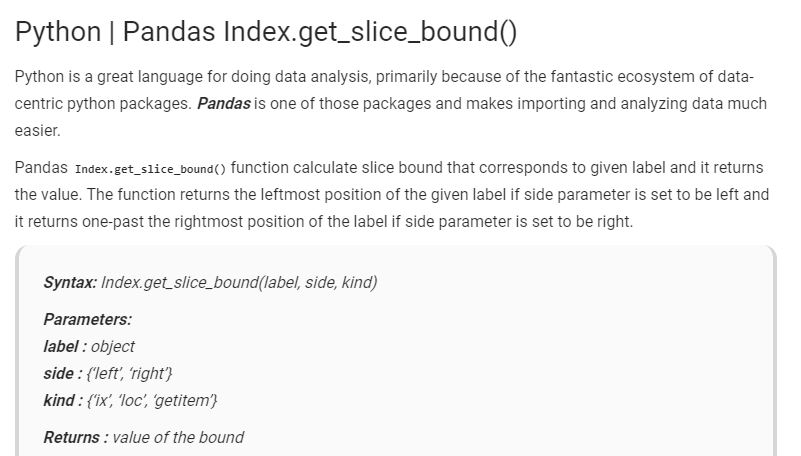 Python | Pandas Index.get_slice_bound()
Python is a great language for doing data analysis, primarily because of the fantastic ecosystem of data-
centric python packages. Pandas is one of those packages and makes importing and analyzing data much
easier.
Pandas Index.get_slice_bound() function calculate slice bound that corresponds to given label and it returns
the value. The function returns the leftmost position of the given label if side parameter is set to be left and
it returns one-past the rightmost position of the label if side parameter is set to be right.
Syntax: Index.get_slice_bound(label, side, kind)
Parameters:
label : object
side : {‘left’, ‘right’}
kind : {‘ix’, ‘loc’, ‘getitem’}
Returns : value of the bound